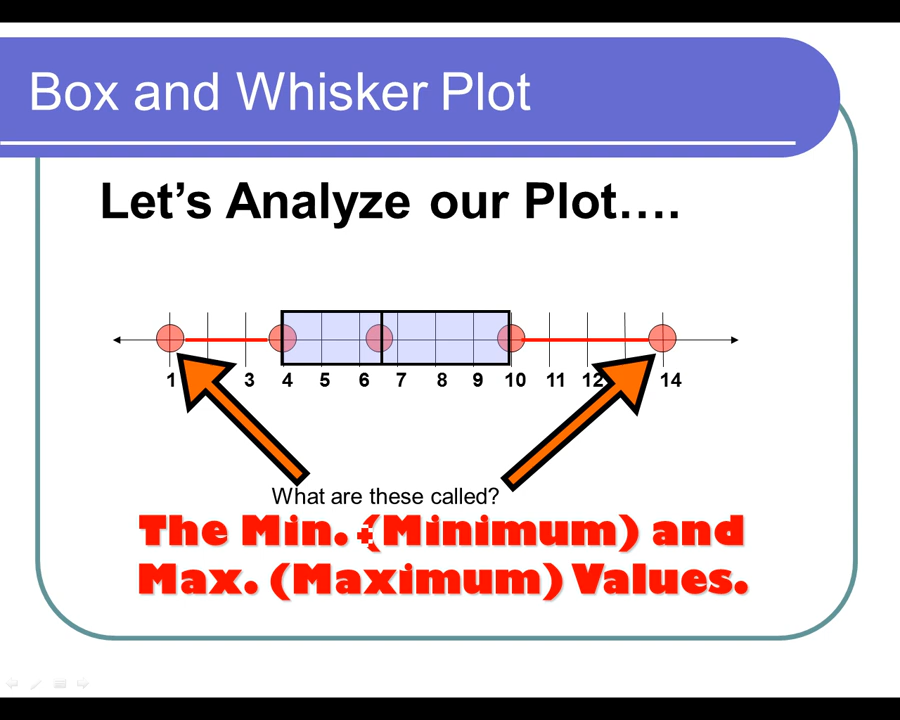 Box and Whisker Plot
Let's Analyze our Plot....
1 3 4 5 6 7 8 9 10 11 12 14
What are these called?
The Min. (Minimum) and
Max. (Maximum) Values.